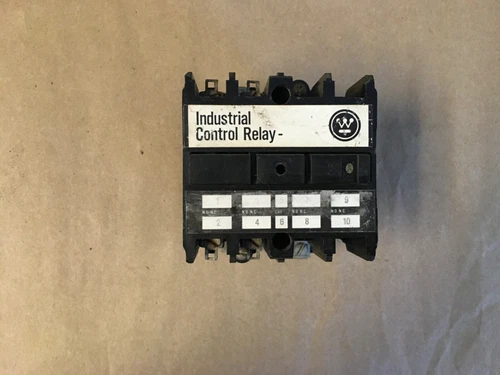 Industrial
Control Relay-
W
1 9
N O N C N O N C N O N C
2 4 6 8 10